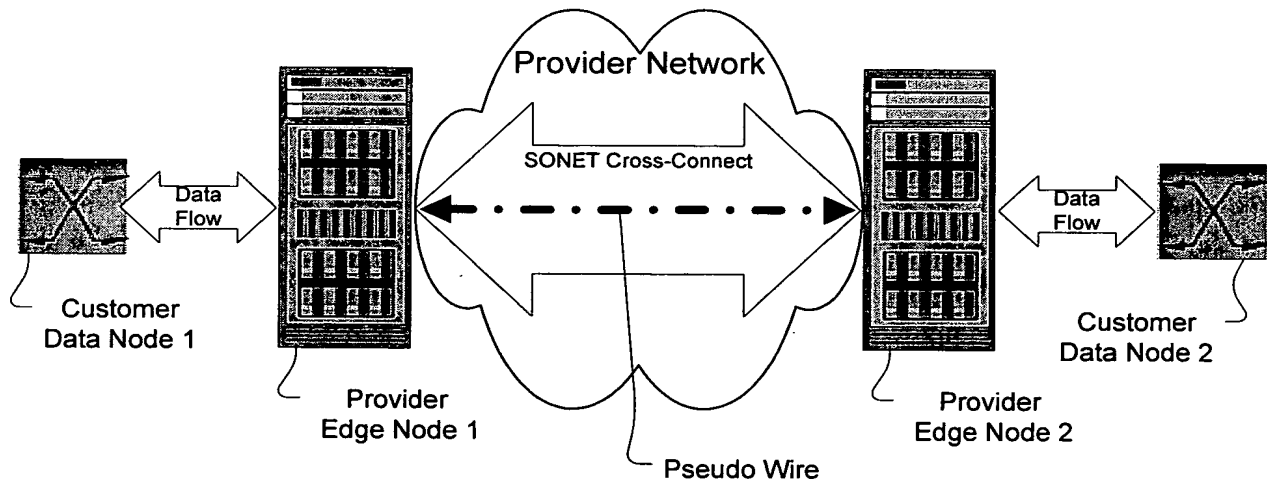 Provider Network
SONET Cross-Connect
Data
Flow
Data
Flow
Customer
Data Node 1
Customer
Data Node 2
Provider
Edge Node 1
Provider
Edge Node 2
Pseudo Wire